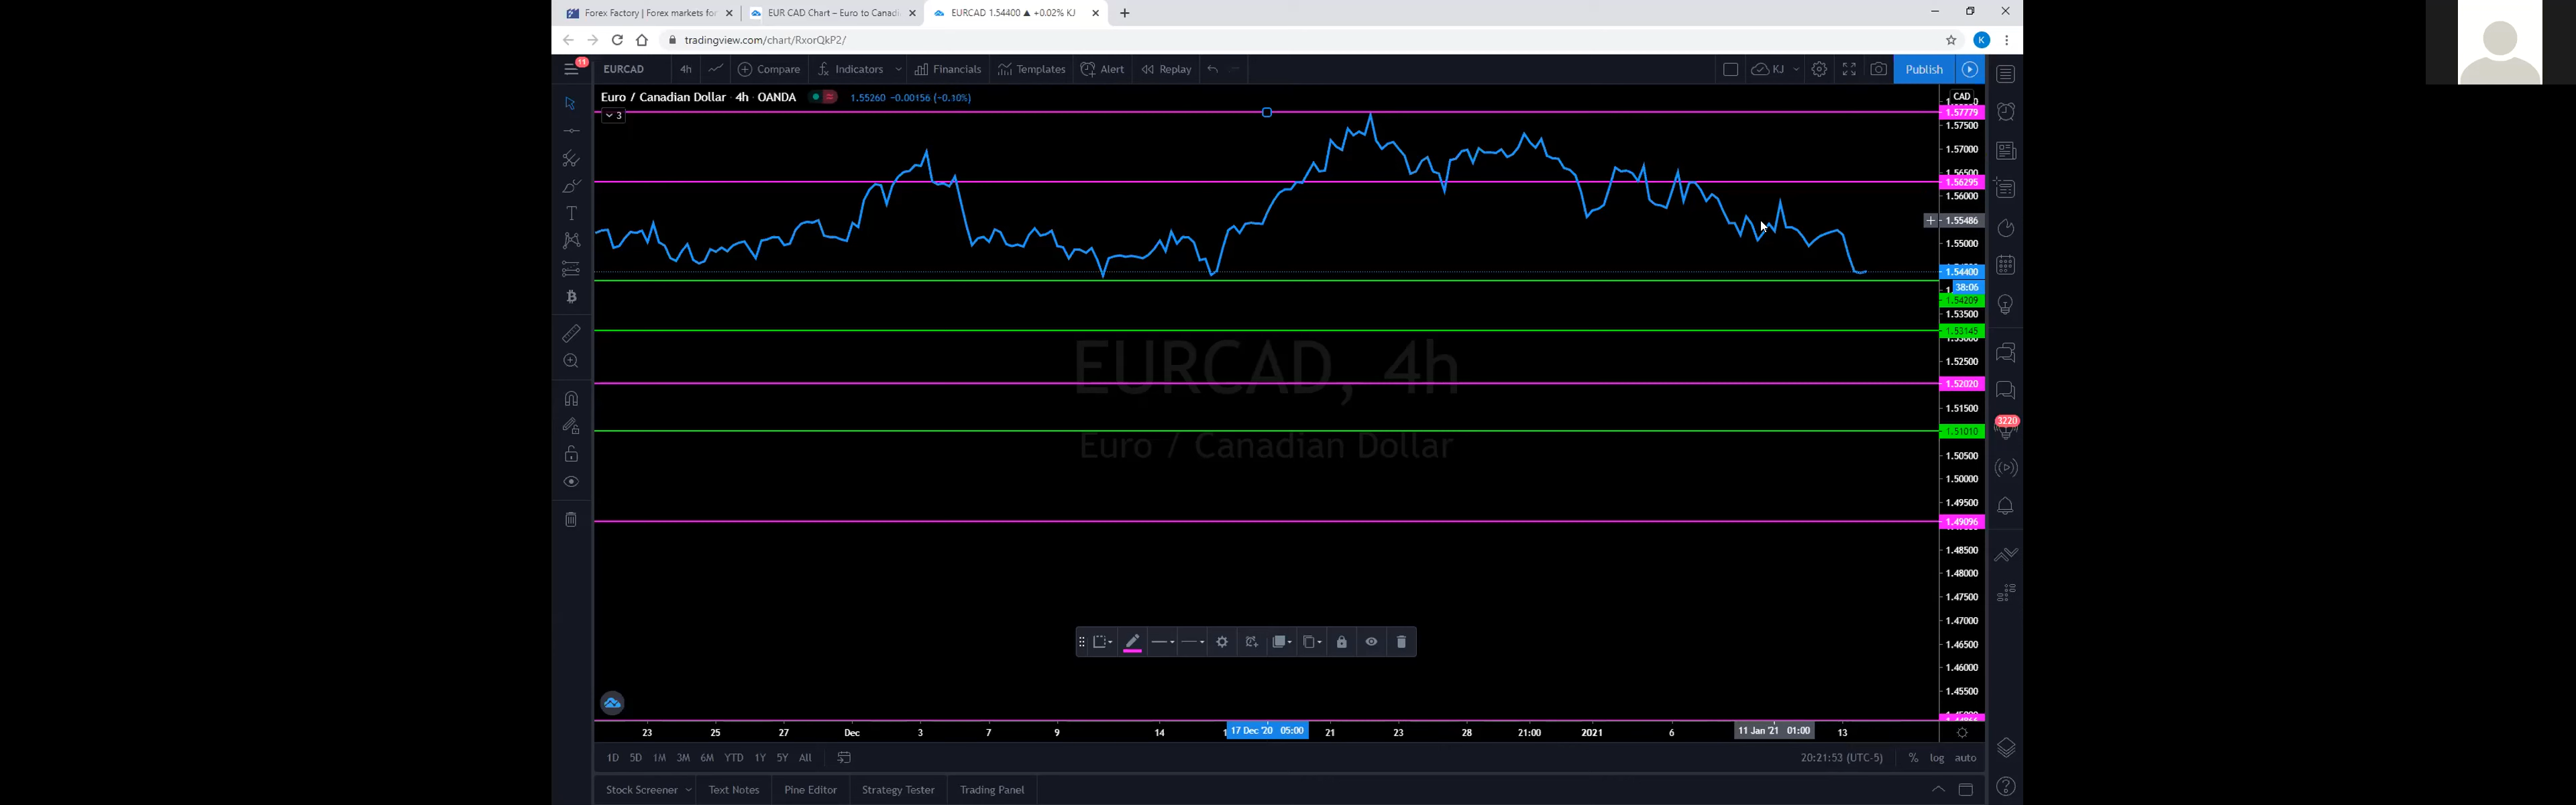 Forex Factory | Forex markets for
EUR CAD Chart – Euro to Canadi
EURCAD 1.54400 ▲ +0.02% KJ
tradingview.com/chart/RxorQkP2/
K
11
EURCAD
4h
Compare
Indicators
Financials
Templates
Alert
Replay
KJ
Publish
Euro / Canadian Dollar · 4h · OANDA
1.55260 −0.00156 (−0.10%)
3
CAD
1.57779
1.57500
1.57000
1.56500
1.56295
1.56000
1.55486
1.55000
1.54400
38:06
1.54209
1.53500
1.53145
1.53000
1.52500
1.52020
1.51500
1.51010
1.50500
1.50000
1.49500
1.49096
1.48500
1.48000
1.47500
1.47000
1.46500
1.46000
1.45500
3220
EURCAD, 4h
Euro / Canadian Dollar
23
25
27
Dec
3
7
9
14
17 Dec '20 05:00
21
23
28
21:00
2021
6
11 Jan '21 01:00
13
1D 5D 1M 3M 6M YTD 1Y 5Y All
20:21:53 (UTC-5)
% log auto
Stock Screener
Text Notes
Pine Editor
Strategy Tester
Trading Panel